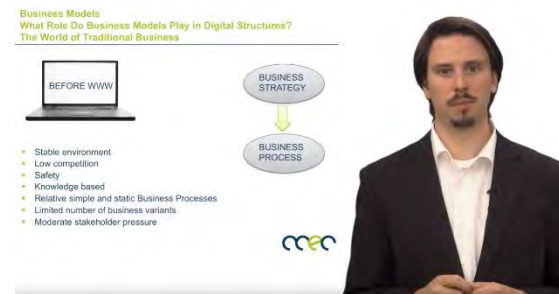 Business Models
What Role Do Business Models Play in Digital Structures?
The World of Traditional Business
BEFORE WWW
BUSINESS
STRATEGY
BUSINESS
PROCESS
Stable environment
Low competition
Safety
Knowledge based
Relative simple and static Business Processes
Limited number of business variants
Moderate stakeholder pressure